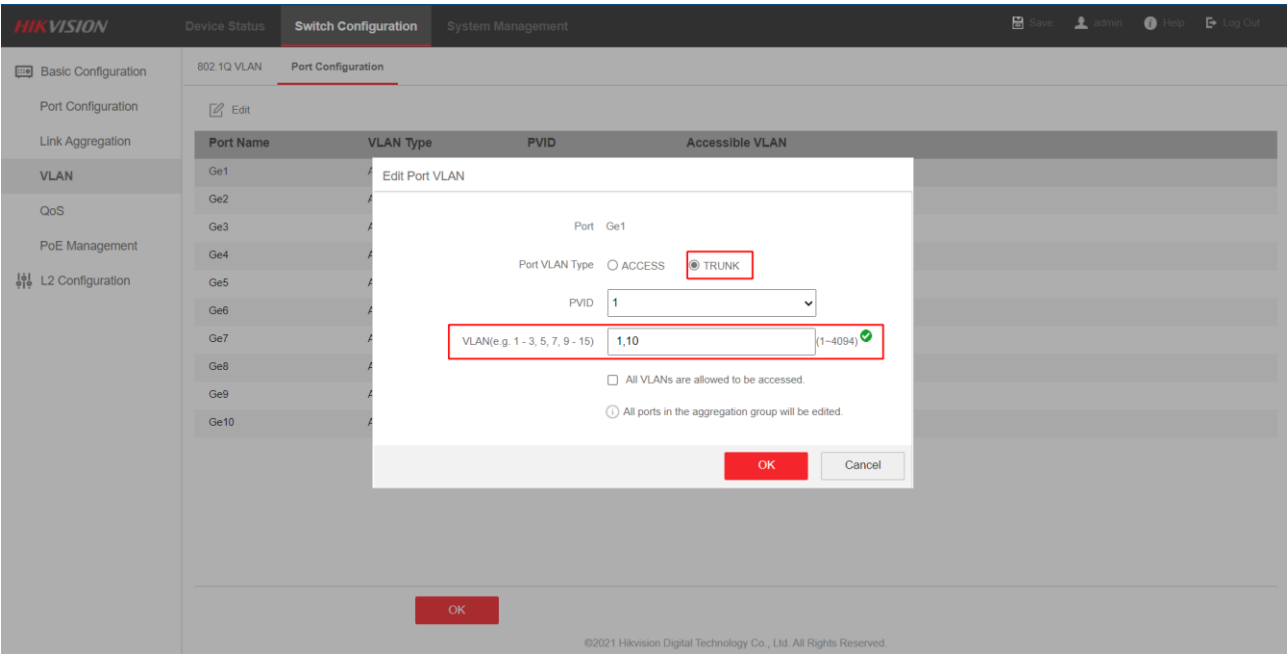 HIKVISION Device Status Switch Configuration System Management Save admin Help Log Out
Basic Configuration
Port Configuration
Link Aggregation
VLAN
QoS
PoE Management
L2 Configuration
802.1Q VLAN Port Configuration
Edit
Port Name VLAN Type PVID Accessible VLAN
Ge1 A
Ge2 A
Ge3 A
Ge4 A
Ge5 A
Ge6 A
Ge7 A
Ge8 A
Ge9 A
Ge10 A
Edit Port VLAN
Port Ge1
Port VLAN Type ACCESS TRUNK
PVID 1
VLAN(e.g. 1 - 3, 5, 7, 9 - 15) 1,10 (1~4094)
All VLANs are allowed to be accessed.
All ports in the aggregation group will be edited.
OK Cancel
OK
©2021 Hikvision Digital Technology Co., Ltd. All Rights Reserved.